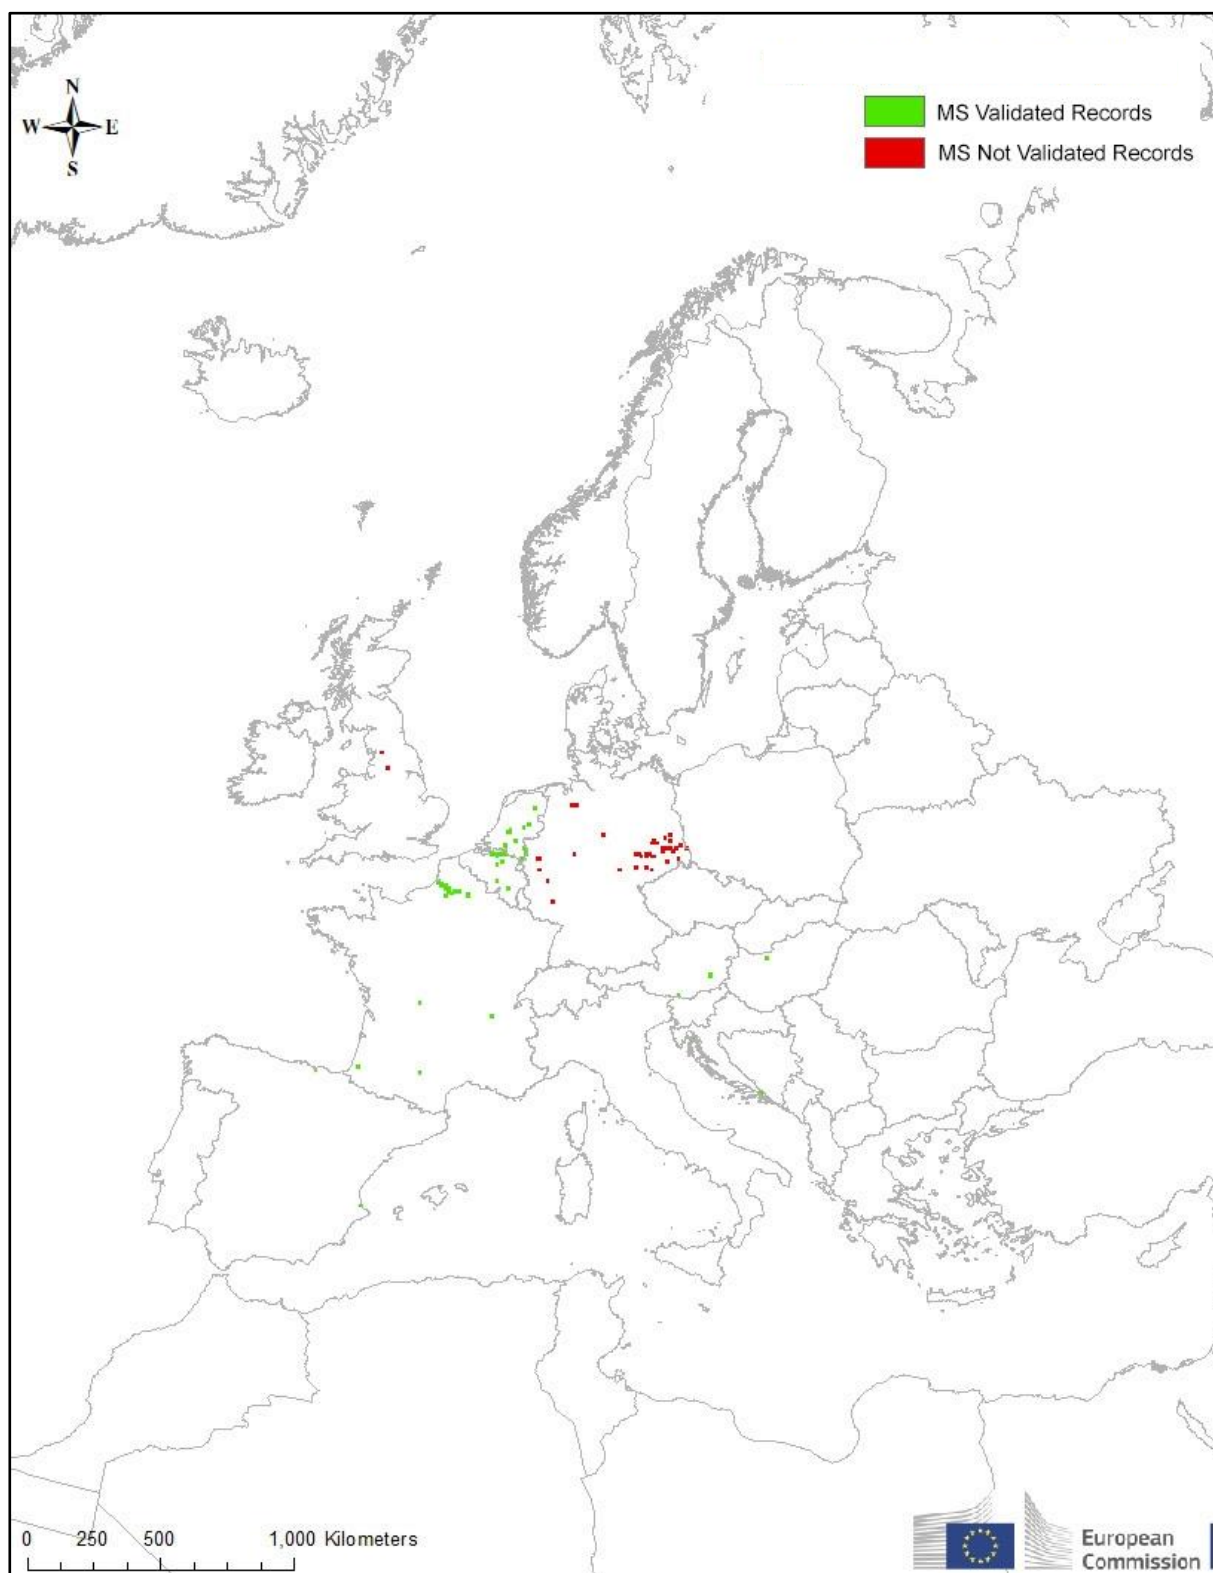 N
W E
S
MS Validated Records
MS Not Validated Records
0 250 500 1,000 Kilometers
European
Commission